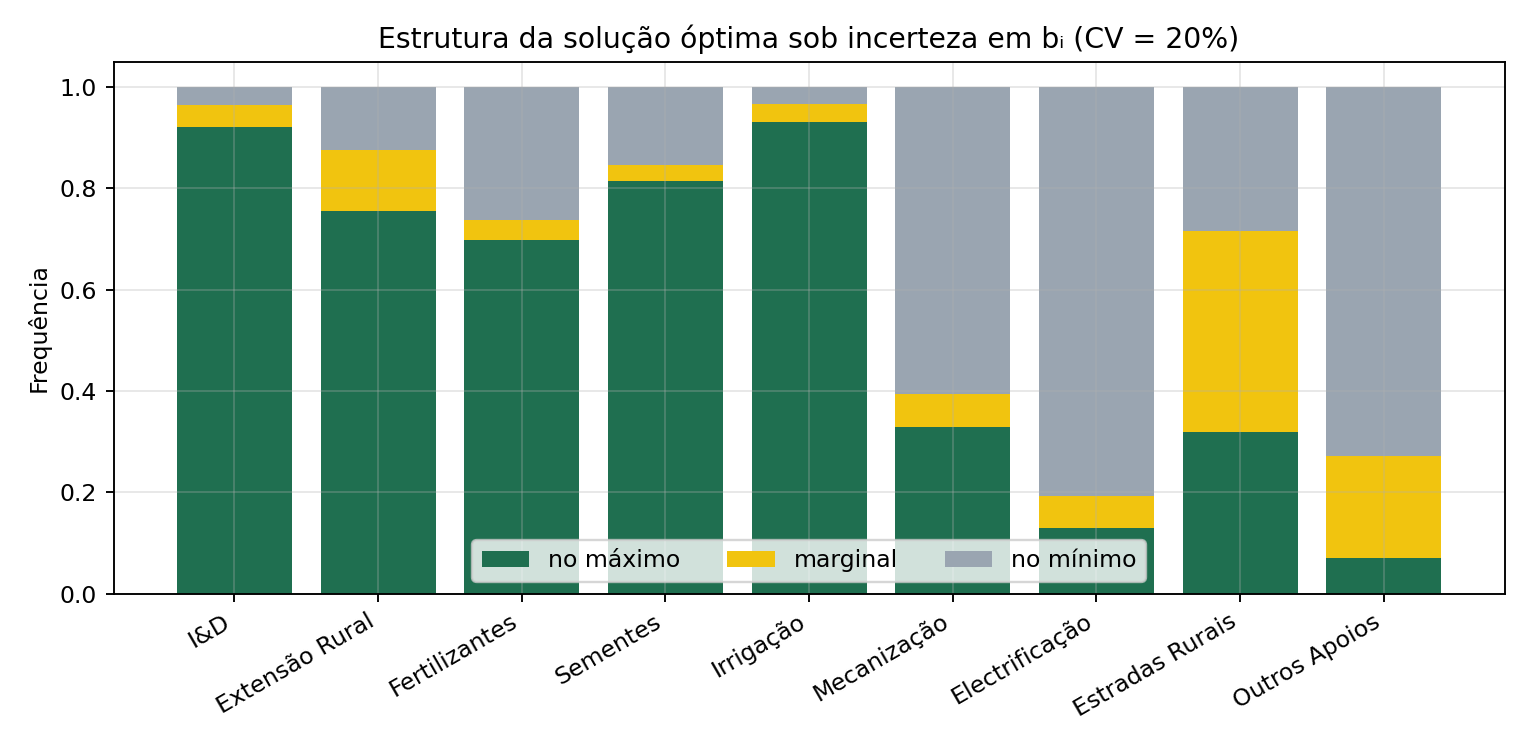 Estrutura da solução óptima sob incerteza em bᵢ (CV = 20%)
Frequência
1.0
0.8
0.6
0.4
0.2
0.0
no máximo marginal no mínimo
I&D Extensão Rural Fertilizantes Sementes Irrigação Mecanização Electrificação Estradas Rurais Outros Apoios